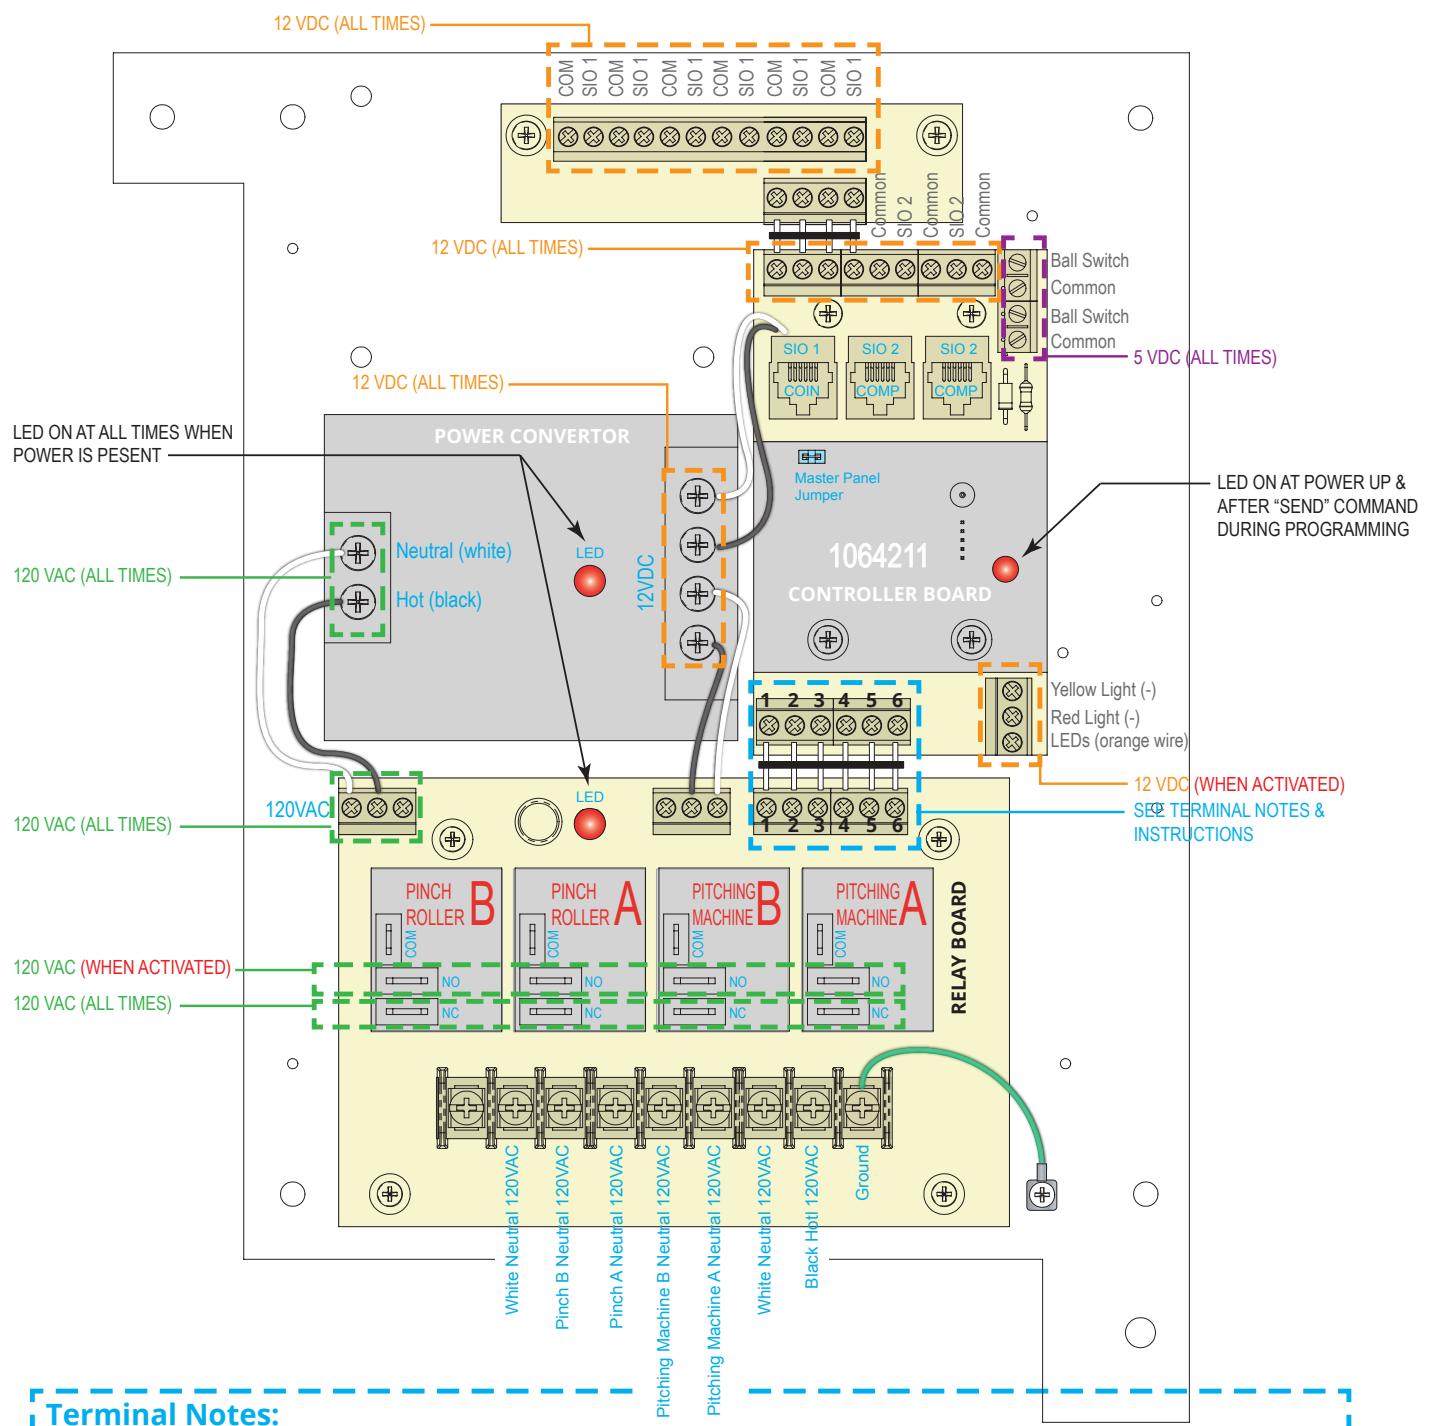 12 VDC (ALL TIMES)
COM
SIO 1
COM
SIO 1
COM
SIO 1
COM
SIO 1
COM
SIO 1
COM
SIO 1
Common
SIO 2
Common
SIO 2
Common
12 VDC (ALL TIMES)
Ball Switch
Common
Ball Switch
Common
5 VDC (ALL TIMES)
SIO 1
COIN
SIO 2
COMP
SIO 2
COMP
12 VDC (ALL TIMES)
LED ON AT ALL TIMES WHEN
POWER IS PESENT
POWER CONVERTOR
Master Panel
Jumper
LED ON AT POWER UP &
AFTER “SEND” COMMAND
DURING PROGRAMMING
Neutral (white)
Hot (black)
LED
12VDC
1064211
CONTROLLER BOARD
120 VAC (ALL TIMES)
Yellow Light (-)
Red Light (-)
LEDs (orange wire)
1 2 3 4 5 6
12 VDC (WHEN ACTIVATED)
SEE TERMINAL NOTES &
INSTRUCTIONS
120VAC
LED
1 2 3 4 5 6
120 VAC (ALL TIMES)
PINCH
ROLLER B
COM
NO
NC
PINCH
ROLLER A
COM
NO
NC
PITCHING
MACHINE B
COM
NO
NC
PITCHING
MACHINE A
COM
NO
NC
RELAY BOARD
120 VAC (WHEN ACTIVATED)
120 VAC (ALL TIMES)
White Neutral 120VAC
Pinch B Neutral 120VAC
Pinch A Neutral 120VAC
Pitching Machine B Neutral 120VAC
Pitching Machine A Neutral 120VAC
White Neutral 120VAC
Black Hotl 120VAC
Ground
Terminal Notes: